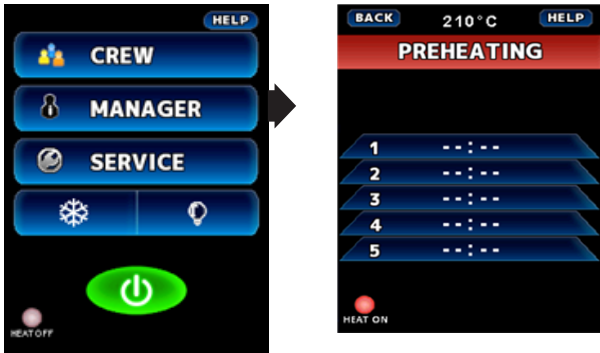 HELP
CREW
MANAGER
SERVICE
HEAT OFF
BACK 210°C HELP
PREHEATING
1 --:--
2 --:--
3 --:--
4 --:--
5 --:--
HEAT ON